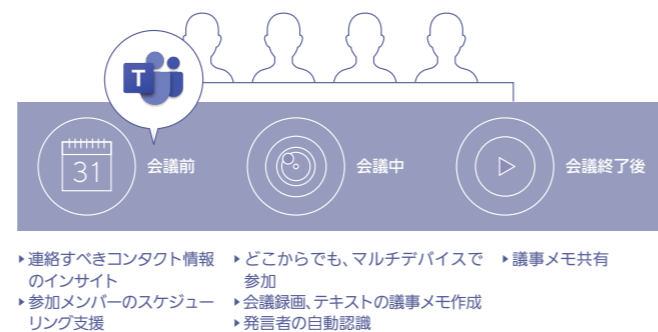 T
31
会議前
会議中
会議終了後
▸連絡すべきコンタクト情報
のインサイト
▸参加メンバーのスケジュー
リング支援
▸どこからでも、マルチデバイスで
参加
▸会議録画、テキストの議事メモ作成
▸発言者の自動認識
▸議事メモ共有